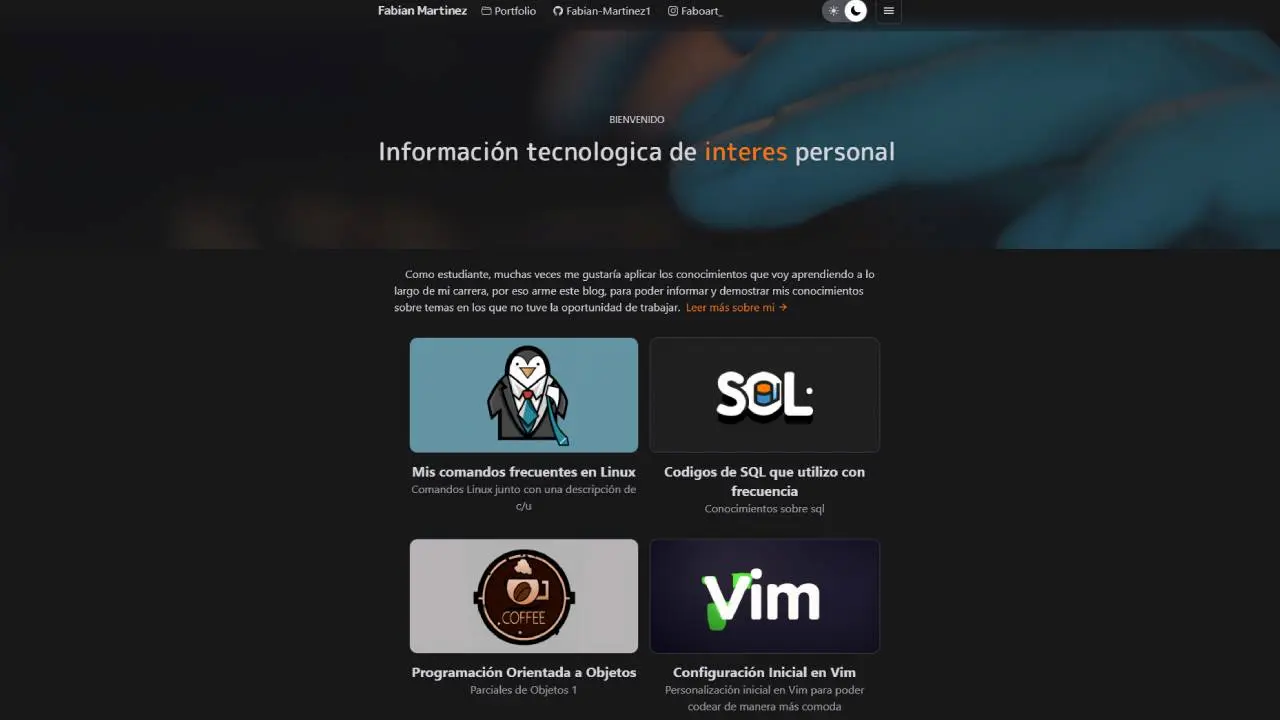 Fabian Martinez Portfolio Fabian-Martinez1 Faboart_
BIENVENIDO
Información tecnologica de interes personal
Como estudiante, muchas veces me gustaría aplicar los conocimientos que voy aprendiendo a lo
largo de mi carrera, por eso arme este blog, para poder informar y demostrar mis conocimientos
sobre temas en los que no tuve la oportunidad de trabajar. Leer más sobre mi →
SQL
Mis comandos frecuentes en Linux
Comandos Linux junto con una descripción de
c/u
Codigos de SQL que utilizo con
frecuencia
Conocimientos sobre sql
COFFEE
Vim
Programación Orientada a Objetos
Parciales de Objetos 1
Configuración Inicial en Vim
Personalización inicial en Vim para poder
codear de manera más comoda